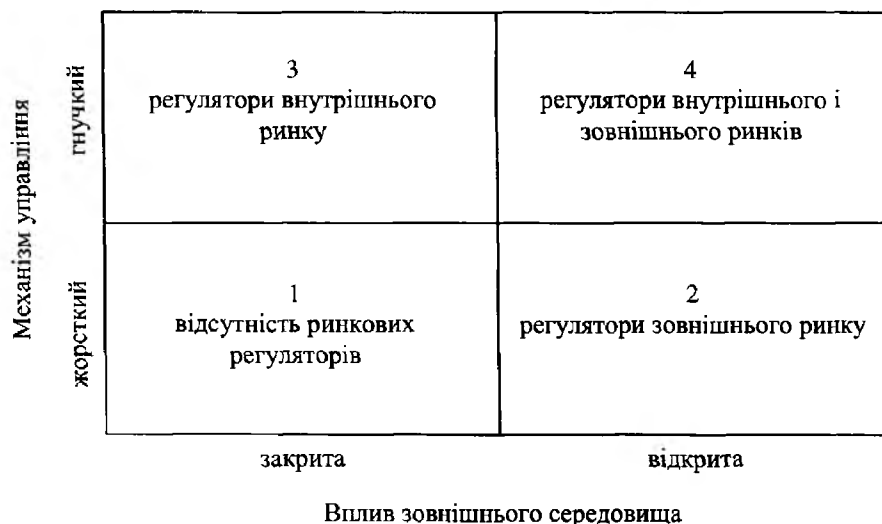 Механізм управління
гнучкий
3
регулятори внутрішнього
ринку
4
регулятори внутрішнього і
зовнішнього ринків
жорсткий
1
відсутність ринкових
регуляторів
2
регулятори зовнішнього ринку
закрита
відкрита
Вплив зовнішнього середовища